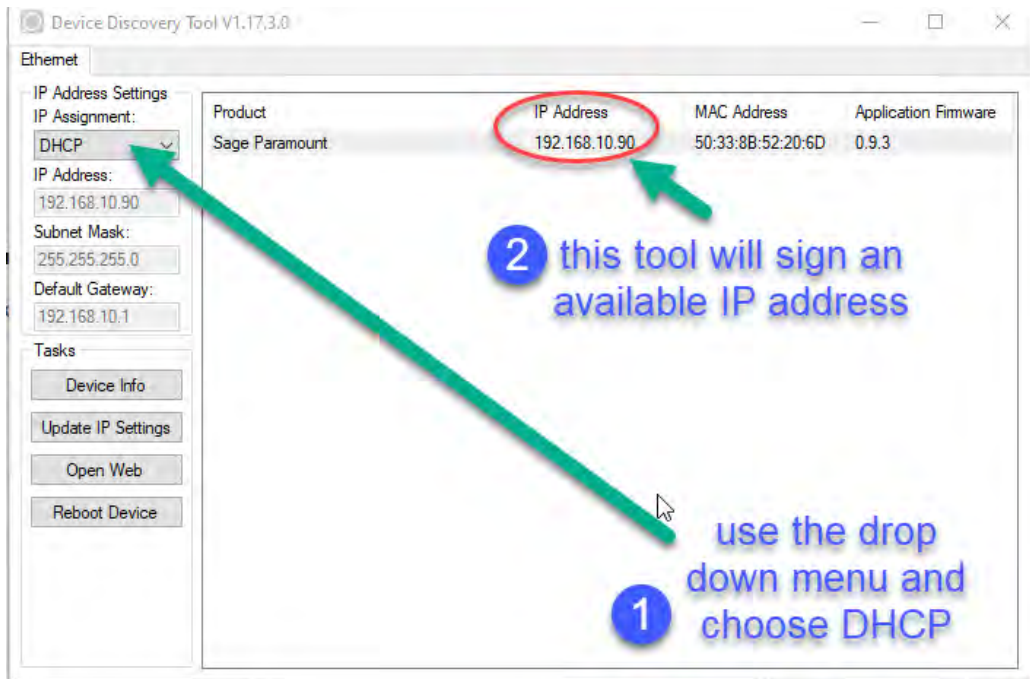 Device Discovery Tool V1.17.3.0
Ethernet
IP Address Settings
IP Assignment:
DHCP
IP Address:
192.168.10.90
Subnet Mask:
255.255.255.0
Default Gateway:
192.168.10.1
Tasks
Device Info
Update IP Settings
Open Web
Reboot Device
Product IP Address MAC Address Application Firmware
Sage Paramount 192.168.10.90 50:33:8B:52:20:6D 0.9.3
2 this tool will sign an
available IP address
use the drop
down menu and
1 choose DHCP